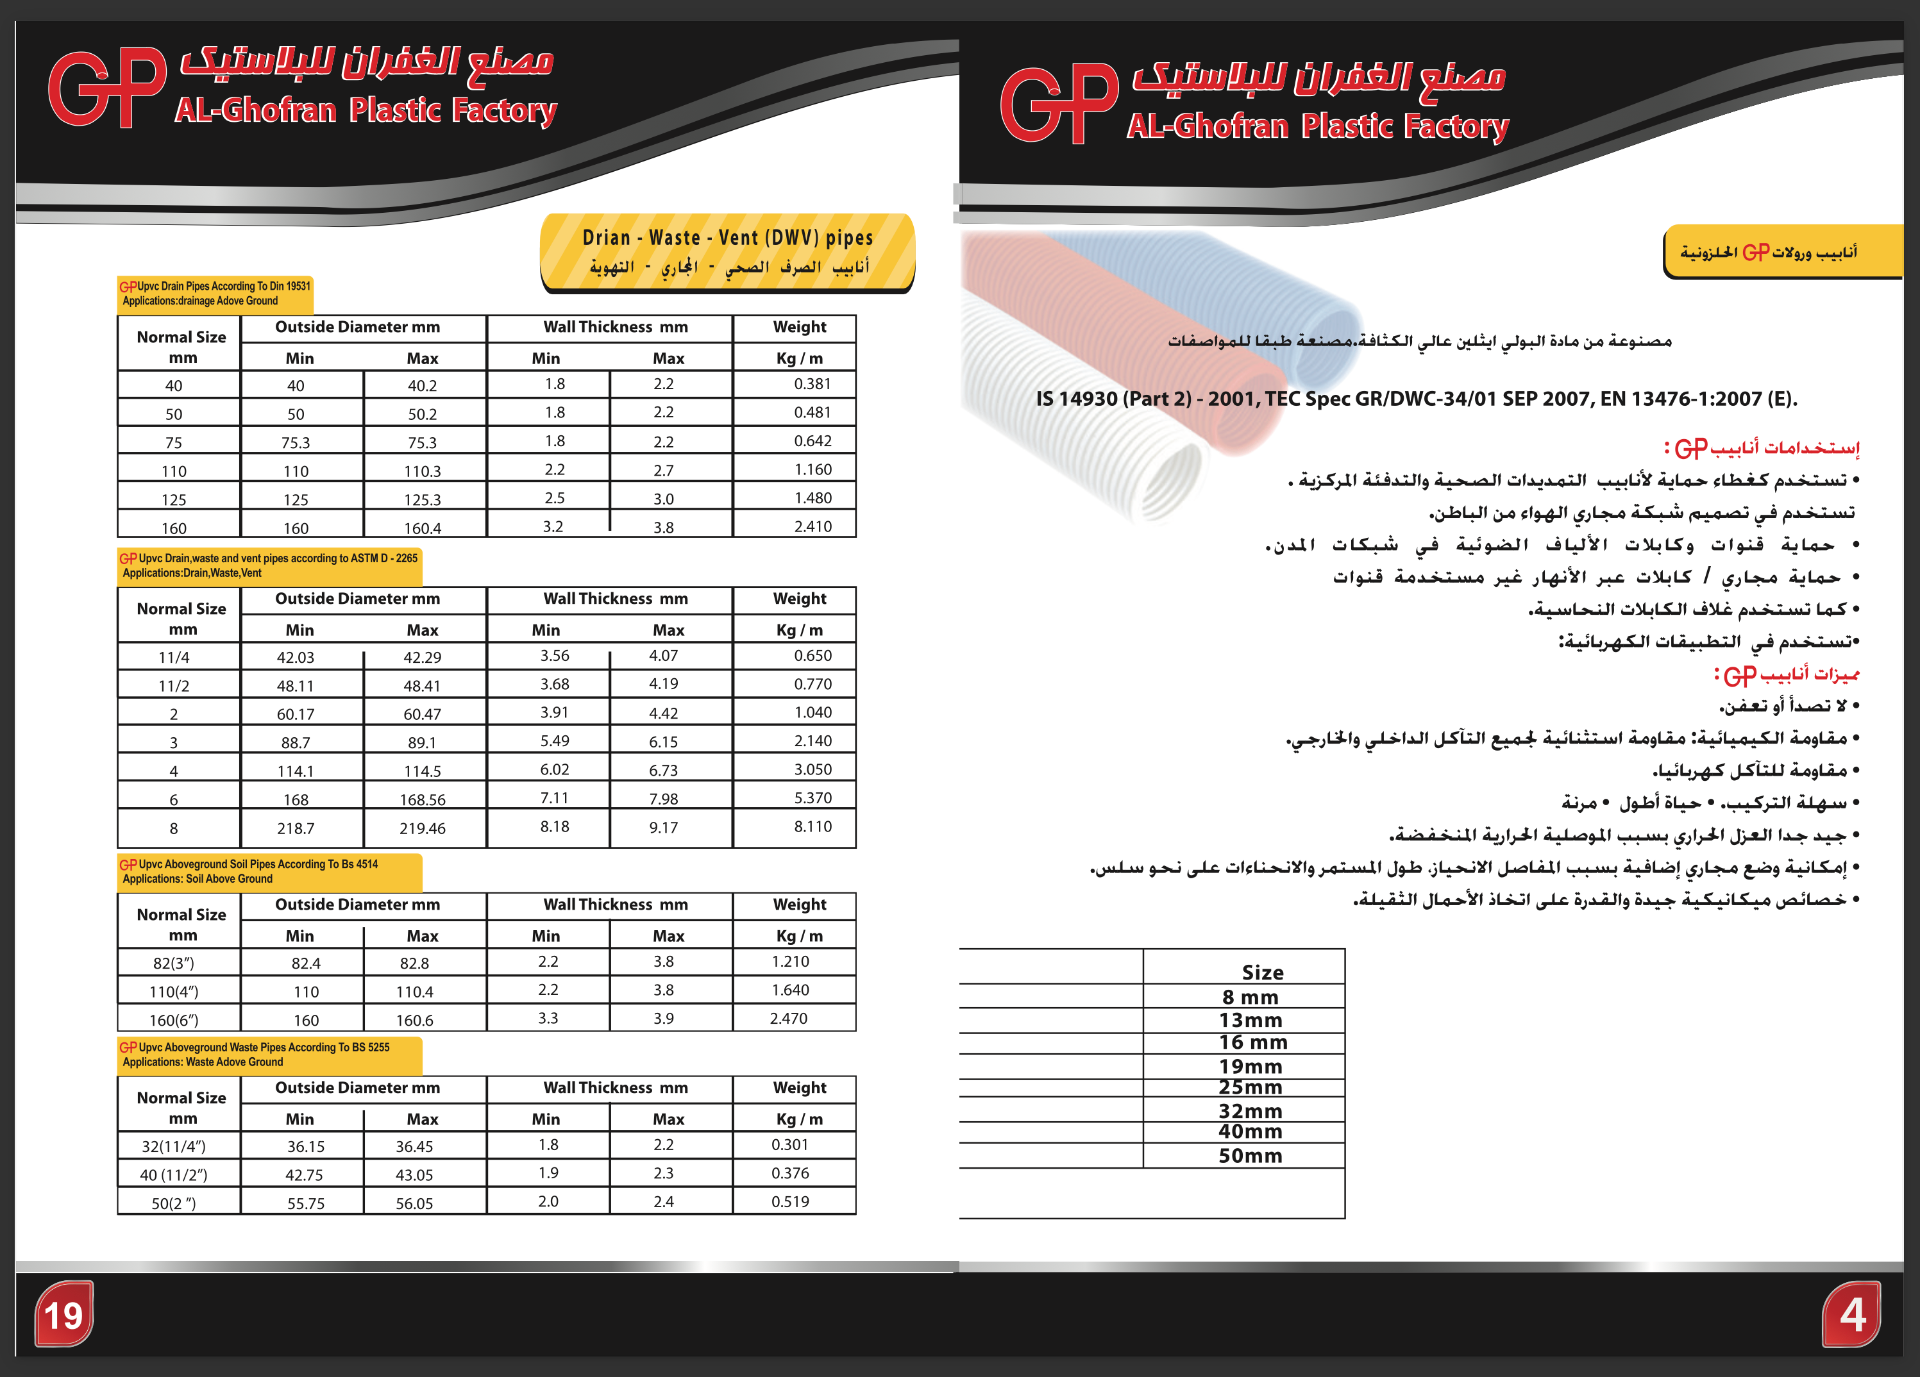 GP مصنع الغفران للبلاستيك
AL-Ghofran Plastic Factory
Drian - Waste - Vent (DWV) pipes
أنابيب الصرف الصحي - المجاري - التهوية
GP Upvc Drain Pipes According To Din 19531
Applications:drainage Adove Ground
Normal Size mm Outside Diameter mm Wall Thickness mm Weight
Min Max Min Max Kg / m
40 40 40.2 1.8 2.2 0.381
50 50 50.2 1.8 2.2 0.481
75 75.3 75.3 1.8 2.2 0.642
110 110 110.3 2.2 2.7 1.160
125 125 125.3 2.5 3.0 1.480
160 160 160.4 3.2 3.8 2.410
GP Upvc Drain,waste and vent pipes according to ASTM D - 2265
Applications:Drain,Waste,Vent
Normal Size mm Outside Diameter mm Wall Thickness mm Weight
Min Max Min Max Kg / m
11/4 42.03 42.29 3.56 4.07 0.650
11/2 48.11 48.41 3.68 4.19 0.770
2 60.17 60.47 3.91 4.42 1.040
3 88.7 89.1 5.49 6.15 2.140
4 114.1 114.5 6.02 6.73 3.050
6 168 168.56 7.11 7.98 5.370
8 218.7 219.46 8.18 9.17 8.110
GP Upvc Aboveground Soil Pipes According To Bs 4514
Applications: Soil Above Ground
Normal Size mm Outside Diameter mm Wall Thickness mm Weight
Min Max Min Max Kg / m
82(3”) 82.4 82.8 2.2 3.8 1.210
110(4”) 110 110.4 2.2 3.8 1.640
160(6”) 160 160.6 3.3 3.9 2.470
GP Upvc Aboveground Waste Pipes According To BS 5255
Applications: Waste Adove Ground
Normal Size mm Outside Diameter mm Wall Thickness mm Weight
Min Max Min Max Kg / m
32(11/4”) 36.15 36.45 1.8 2.2 0.301
40 (11/2”) 42.75 43.05 1.9 2.3 0.376
50(2 ”) 55.75 56.05 2.0 2.4 0.519
19
GP مصنع الغفران للبلاستيك
AL-Ghofran Plastic Factory
أنابيب ورولات GP الحلزونية
مصنوعة من مادة البولي ايثلين عالي الكثافة.مصنعة طبقا للمواصفات
IS 14930 (Part 2) - 2001, TEC Spec GR/DWC-34/01 SEP 2007, EN 13476-1:2007 (E).
إستخدامات أنابيب GP :
• تستخدم كغطاء حماية لأنابيب التمديدات الصحية والتدفئة المركزية .
تستخدم في تصميم شبكة مجاري الهواء من الباطن.
• حماية قنوات وكابلات الألياف الضوئية في شبكات المدن.
• حماية مجاري / كابلات عبر الأنهار غير مستخدمة قنوات
• كما تستخدم غلاف الكابلات النحاسية.
•تستخدم في التطبيقات الكهربائية:
مميزات أنابيب GP :
• لا تصدأ أو تعفن.
• مقاومة الكيميائية: مقاومة استثنائية لجميع التآكل الداخلي والخارجي.
• مقاومة للتآكل كهربائيا.
• سهلة التركيب. • حياة أطول • مرنة
• جيد جدا العزل الحراري بسبب الموصلية الحرارية المنخفضة.
• إمكانية وضع مجاري إضافية بسبب المفاصل الانحياز، طول المستمر والانحناءات على نحو سلس.
• خصائص ميكانيكية جيدة والقدرة على اتخاذ الأحمال الثقيلة.
Size
8 mm
13mm
16 mm
19mm
25mm
32mm
40mm
50mm
4